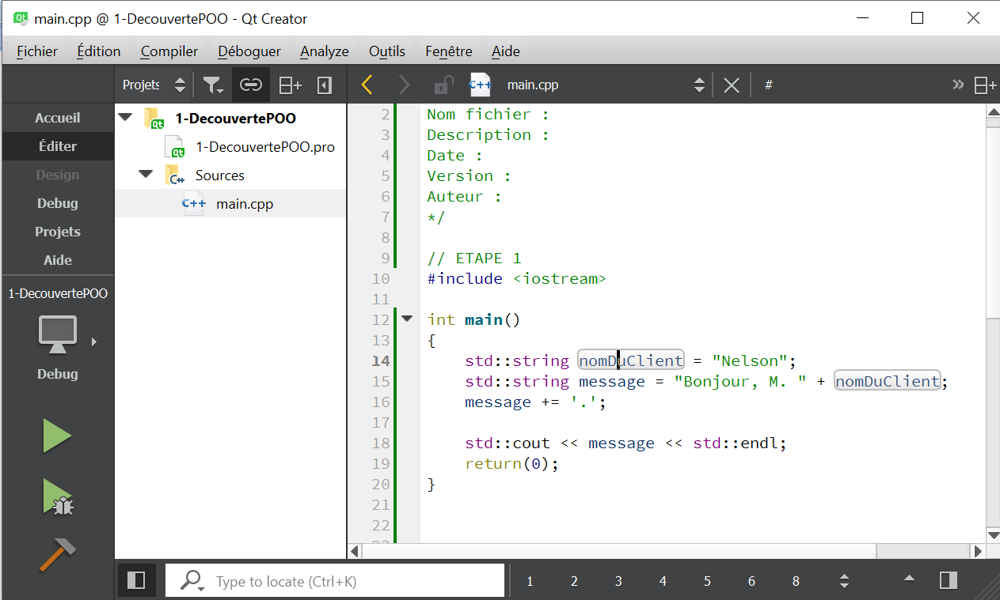 main.cpp @ 1-DecouvertePOO - Qt Creator
Fichier Édition Compiler Déboguer Analyze Outils Fenêtre Aide
Projets main.cpp #
Accueil
Éditer
Design
Debug
Projets
Aide
1-DecouvertePOO
Debug
1-DecouvertePOO
1-DecouvertePOO.pro
Sources
main.cpp
2 Nom fichier :
3 Description :
4 Date :
5 Version :
6 Auteur :
7 */
8
9 // ETAPE 1
10 #include <iostream>
11
12 int main()
13 {
14 std::string nomDuClient = "Nelson";
15 std::string message = "Bonjour, M. " + nomDuClient;
16 message += '.';
17
18 std::cout << message << std::endl;
19 return(0);
20 }
21
22
Type to locate (Ctrl+K) 1 2 3 4 5 6 8